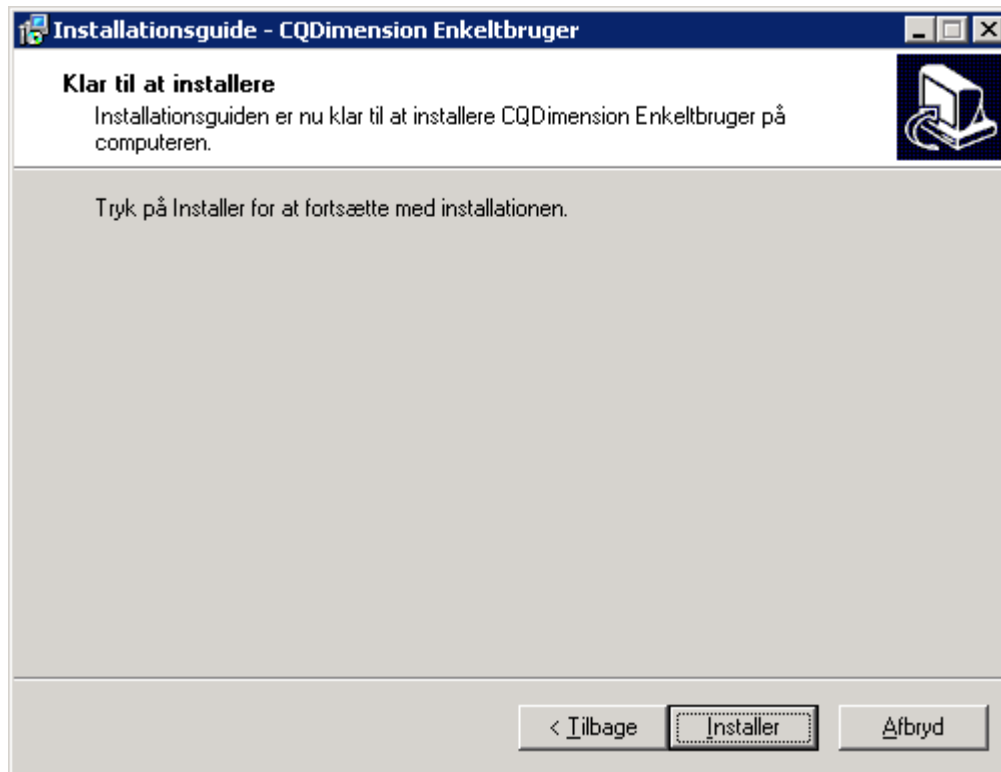 Installationsguide - CQDimension Enkeltbruger
Klar til at installere
Installationsguiden er nu klar til at installere CQDimension Enkeltbruger på
computeren.
Tryk på Installer for at fortsætte med installationen.
< Tilbage
Installer
Afbryd